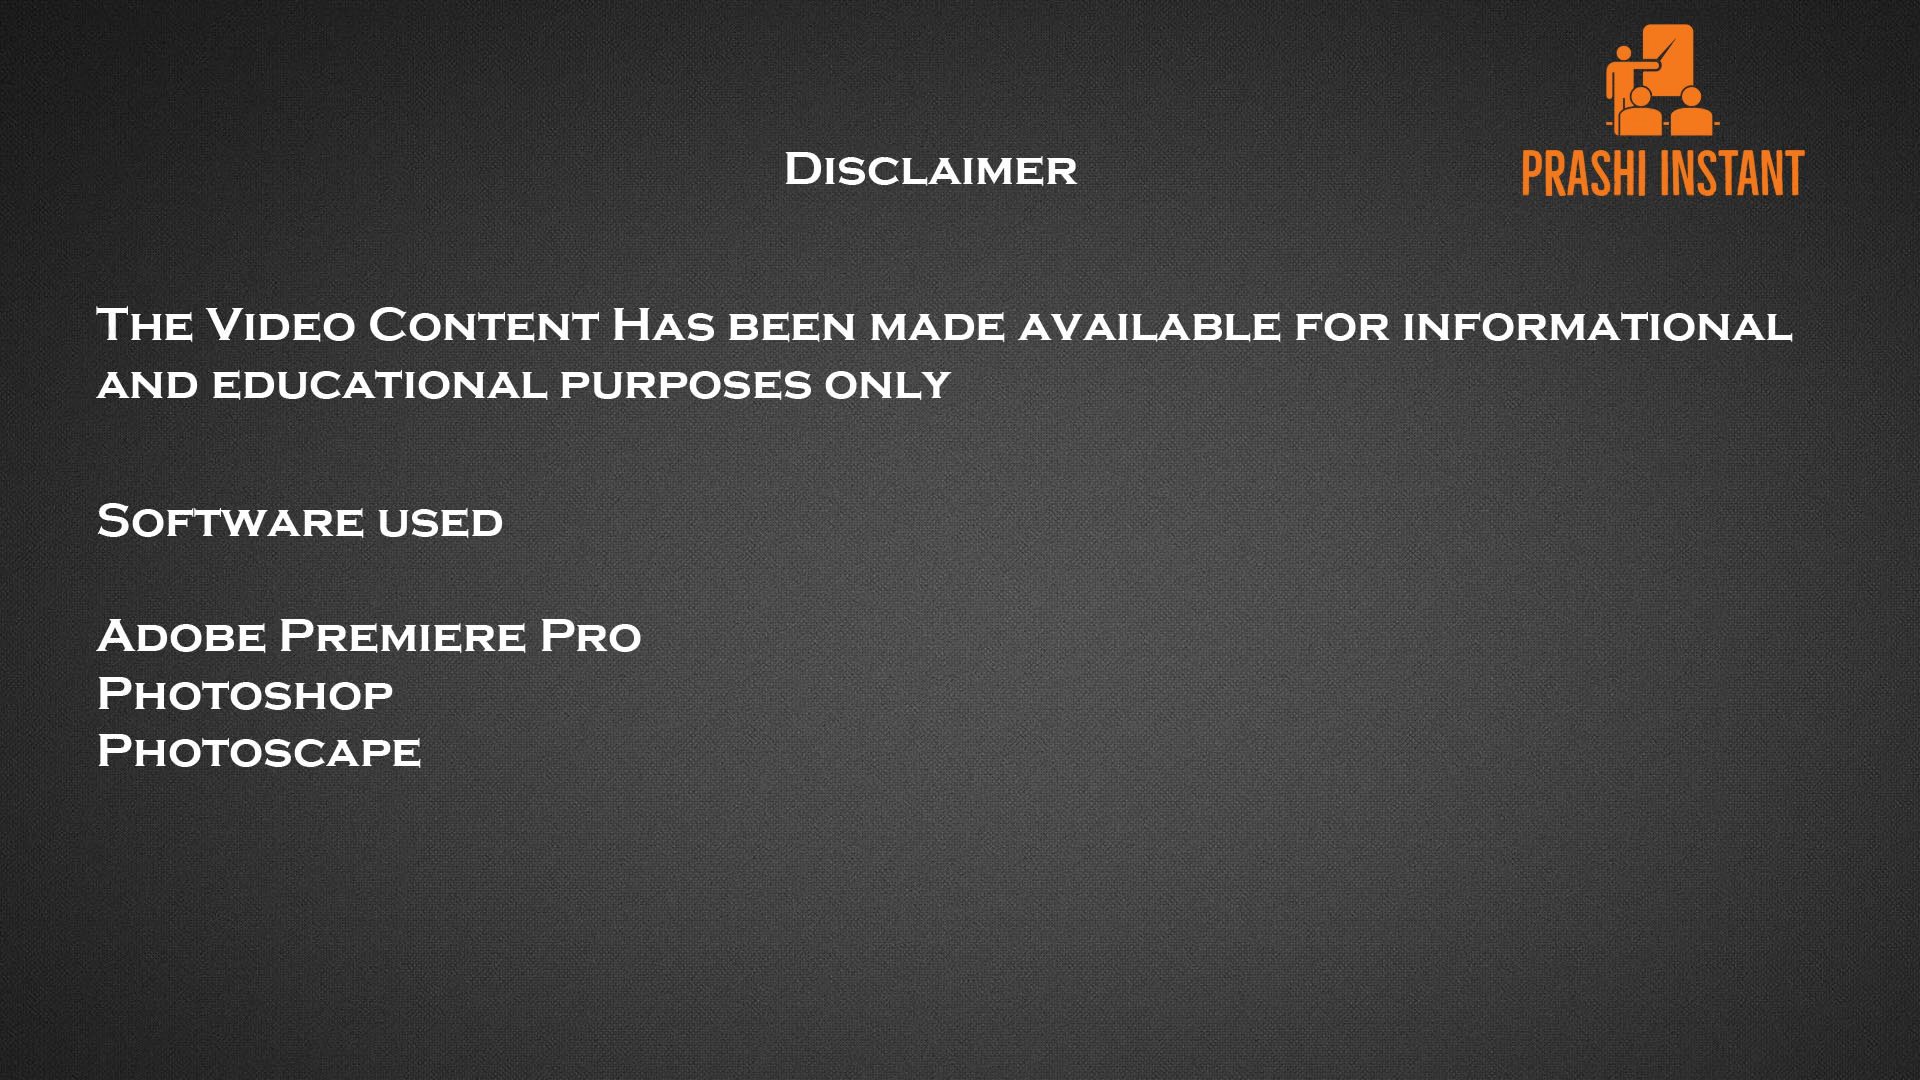 PRASHI INSTANT
Disclaimer
The Video Content Has been made available for informational
and educational purposes only
Software used
Adobe Premiere Pro
Photoshop
Photoscape